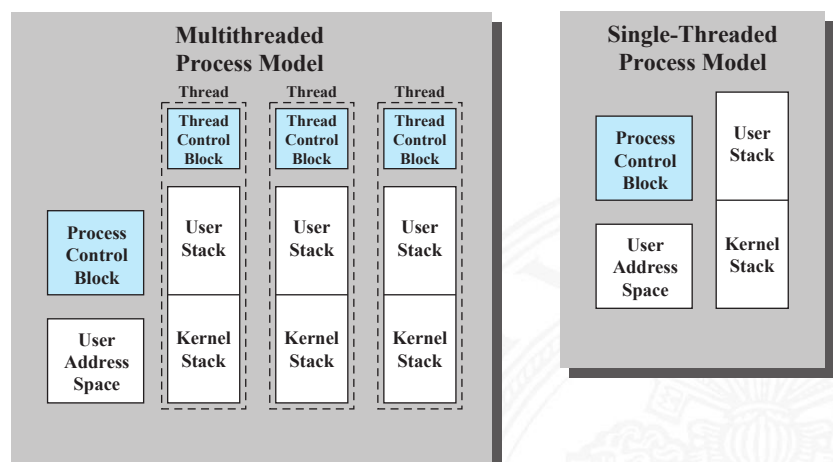 Multithreaded
Process Model
Thread
Thread
Thread
Thread
Control
Block
Thread
Control
Block
Thread
Control
Block
Process
Control
Block
User
Address
Space
User
Stack
Kernel
Stack
User
Stack
Kernel
Stack
User
Stack
Kernel
Stack
Single-Threaded
Process Model
Process
Control
Block
User
Address
Space
User
Stack
Kernel
Stack